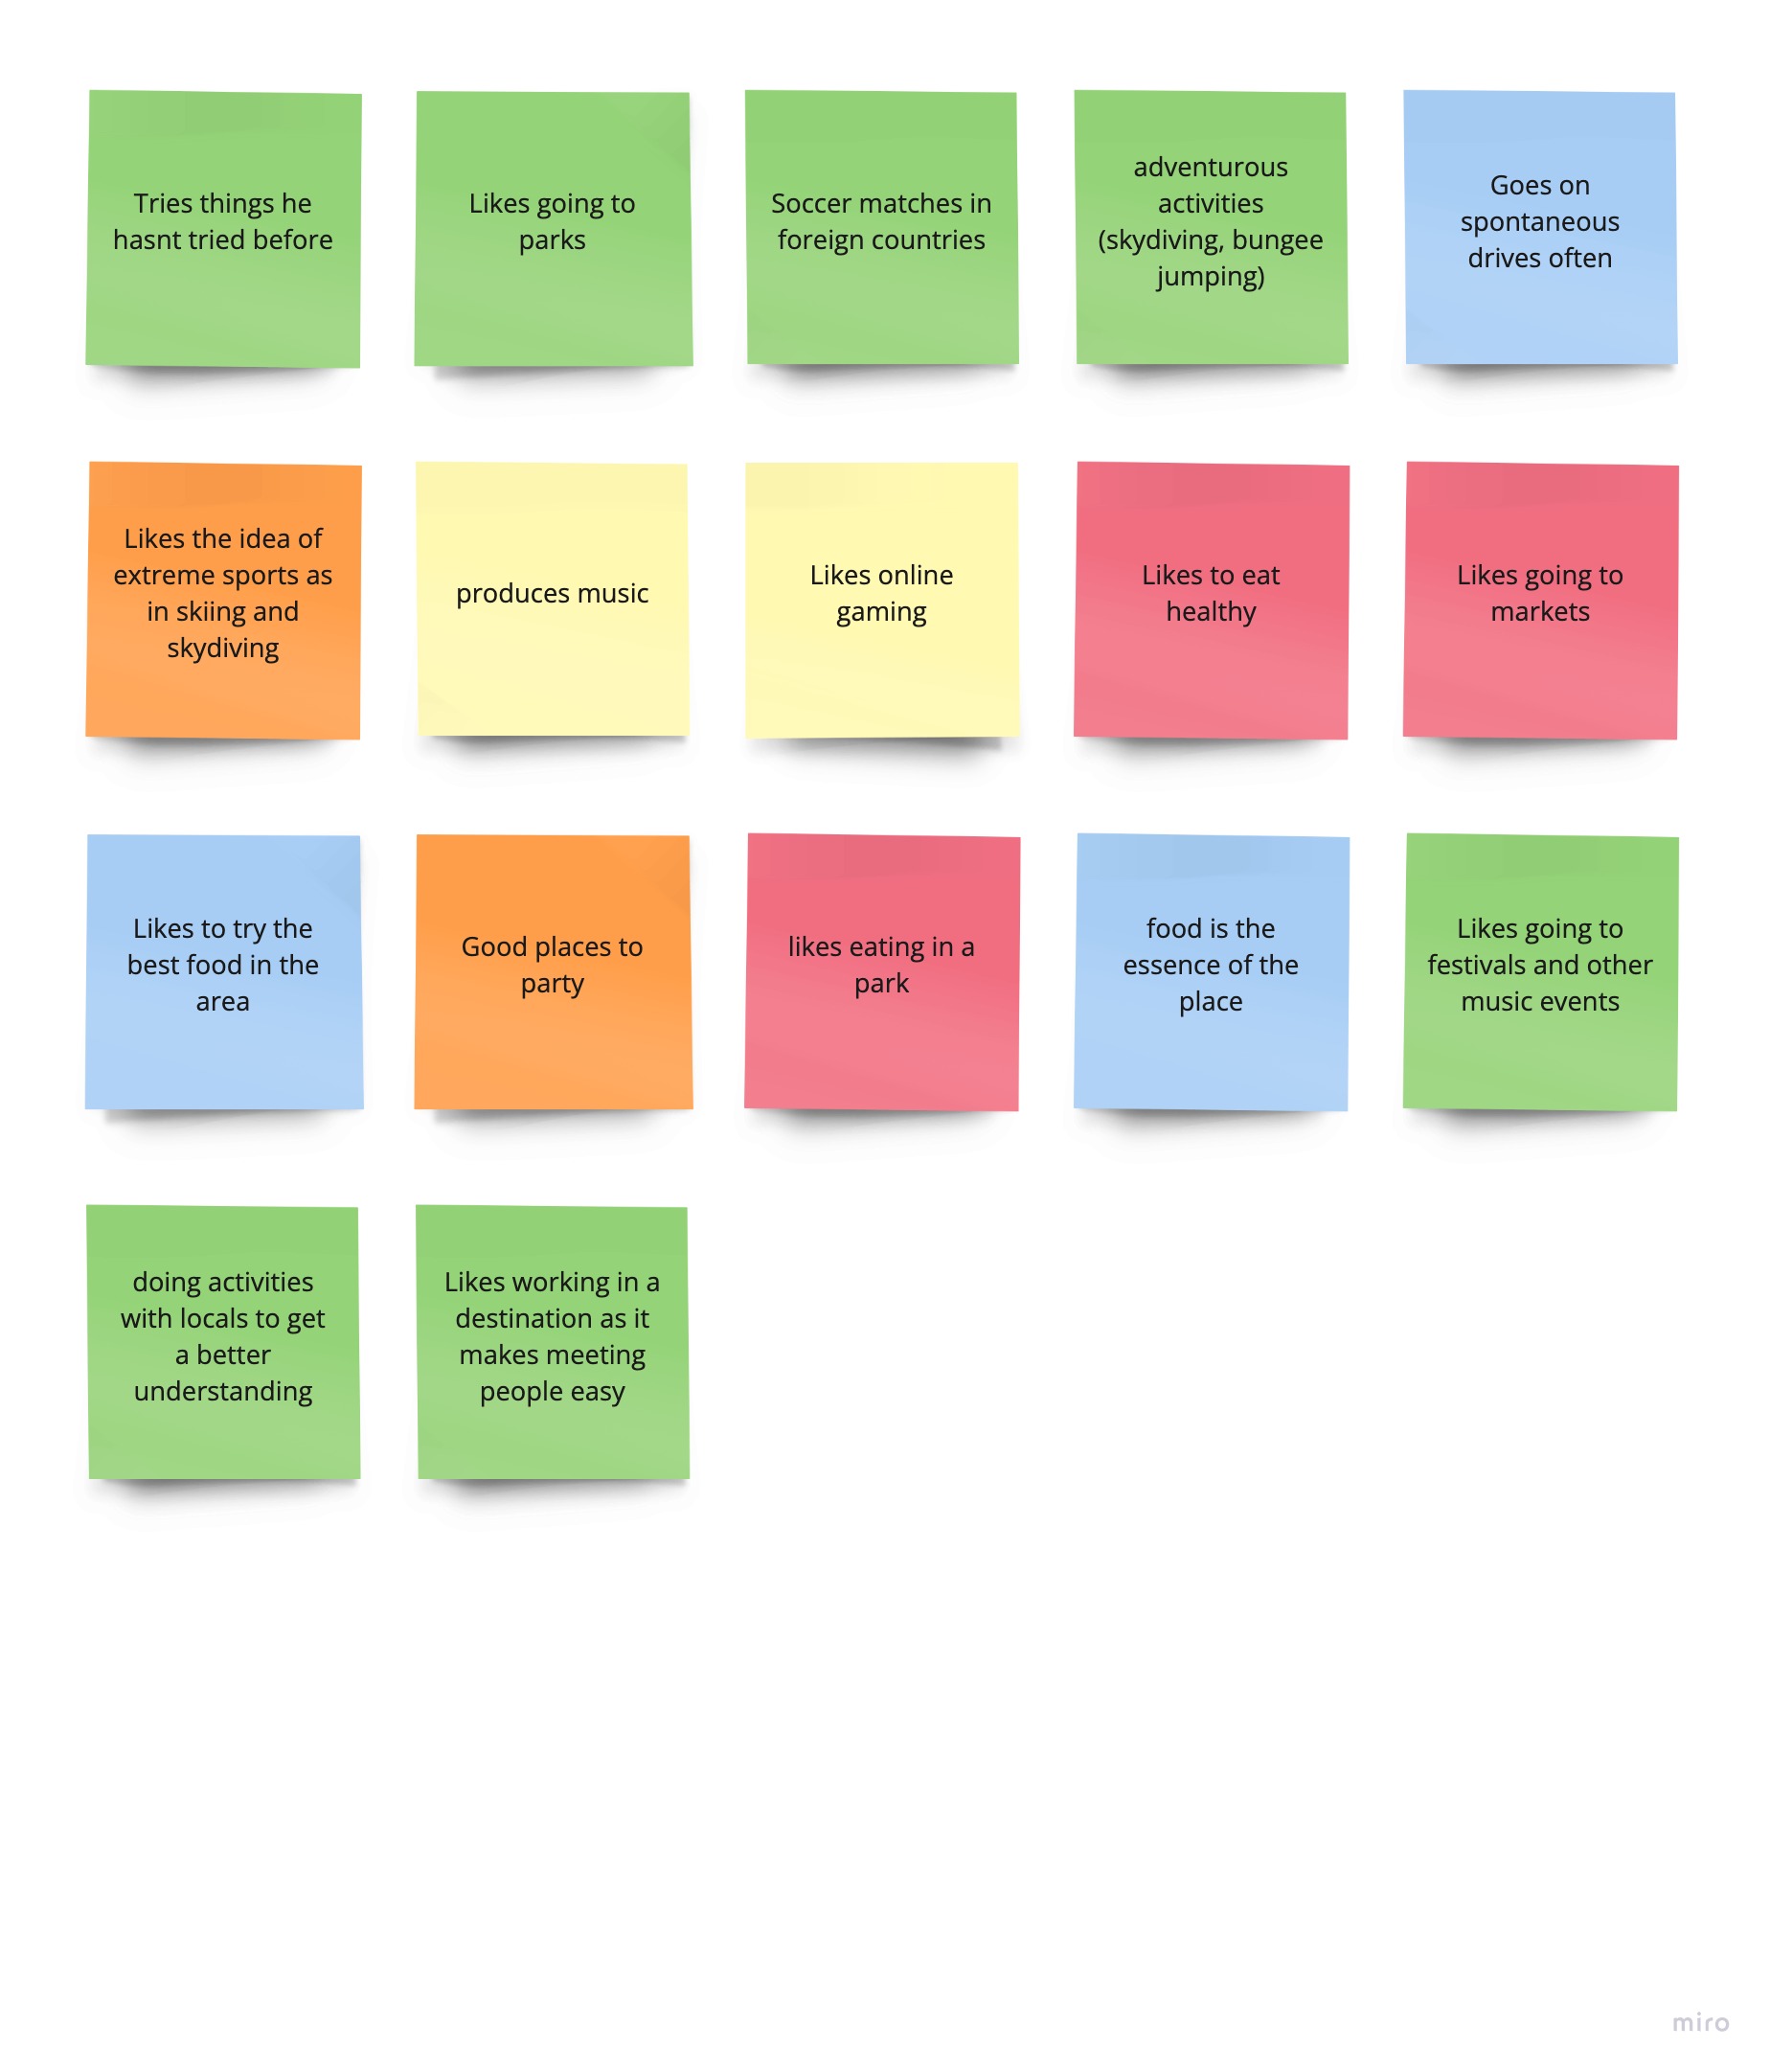 Tries things he
hasnt tried before
Likes going to
parks
Soccer matches in
foreign countries
adventurous
activities
(skydiving, bungee
jumping)
Goes on
spontaneous
drives often
Likes the idea of
extreme sports as
in skiing and
skydiving
produces music
Likes online
gaming
Likes to eat
healthy
Likes going to
markets
Likes to try the
best food in the
area
Good places to
party
likes eating in a
park
food is the
essence of the
place
Likes going to
festivals and other
music events
doing activities
with locals to get
a better
understanding
Likes working in a
destination as it
makes meeting
people easy
miro